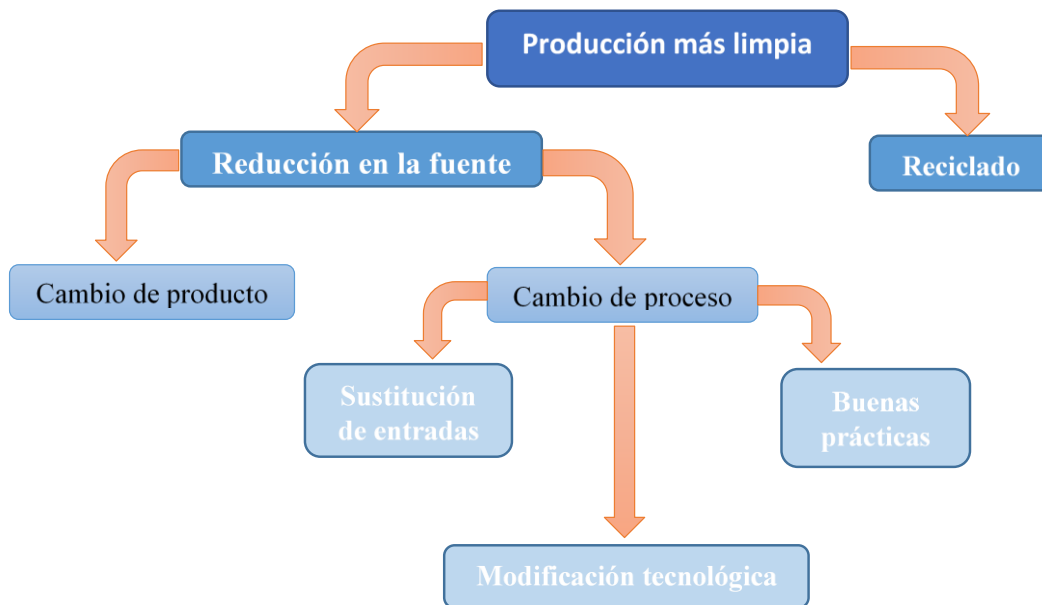 Producción más limpia
Reducción en la fuente
Reciclado
Cambio de producto
Cambio de proceso
Sustitución
de entradas
Buenas
prácticas
Modificación tecnológica